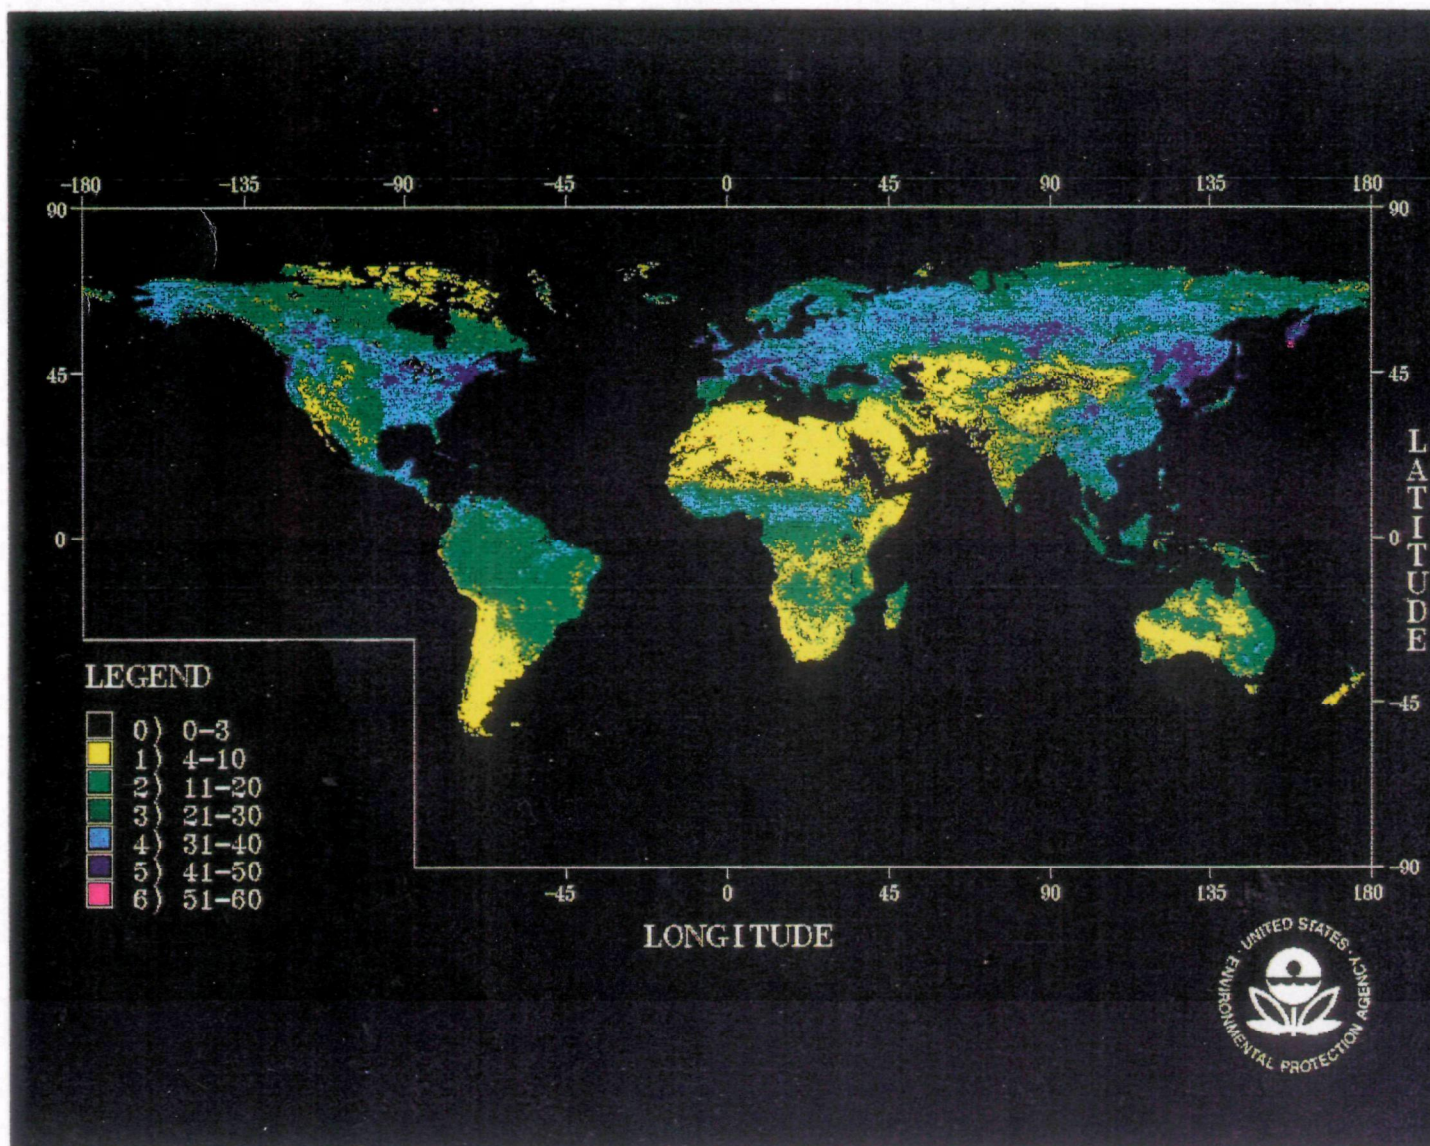 -180 -135 -90 -45 0 45 90 135 180
90 90
45 45
0 0
-45
-90
LATITUDE
LEGEND
0) 0-3
1) 4-10
2) 11-20
3) 21-30
4) 31-40
5) 41-50
6) 51-60
-45 0 45 90 135 180
LONGITUDE
UNITED STATES
ENVIRONMENTAL PROTECTION AGENCY